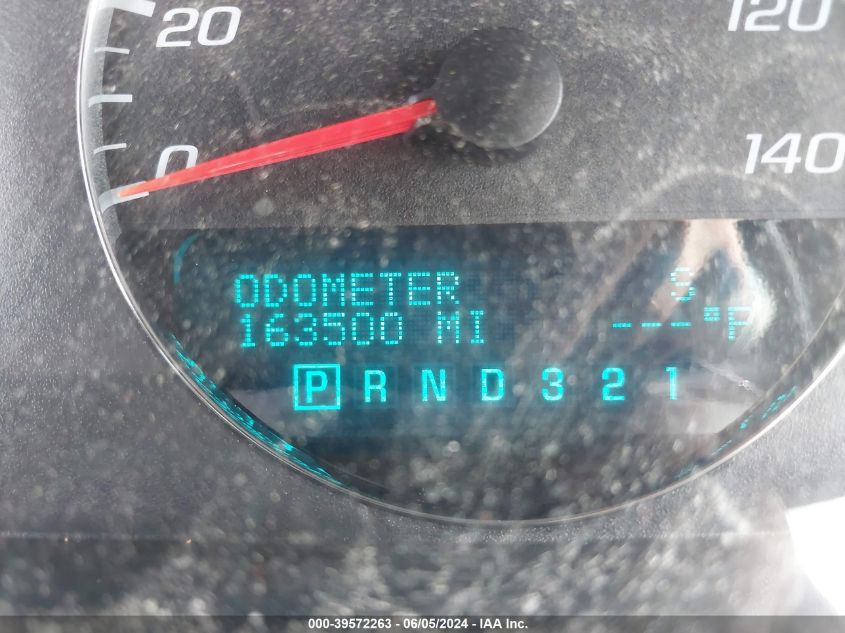 20 120
0 140
ODOMETER S
163500 MI ---°F
P R N D 3 2 1
000-39572263 - 06/05/2024 - IAA Inc.